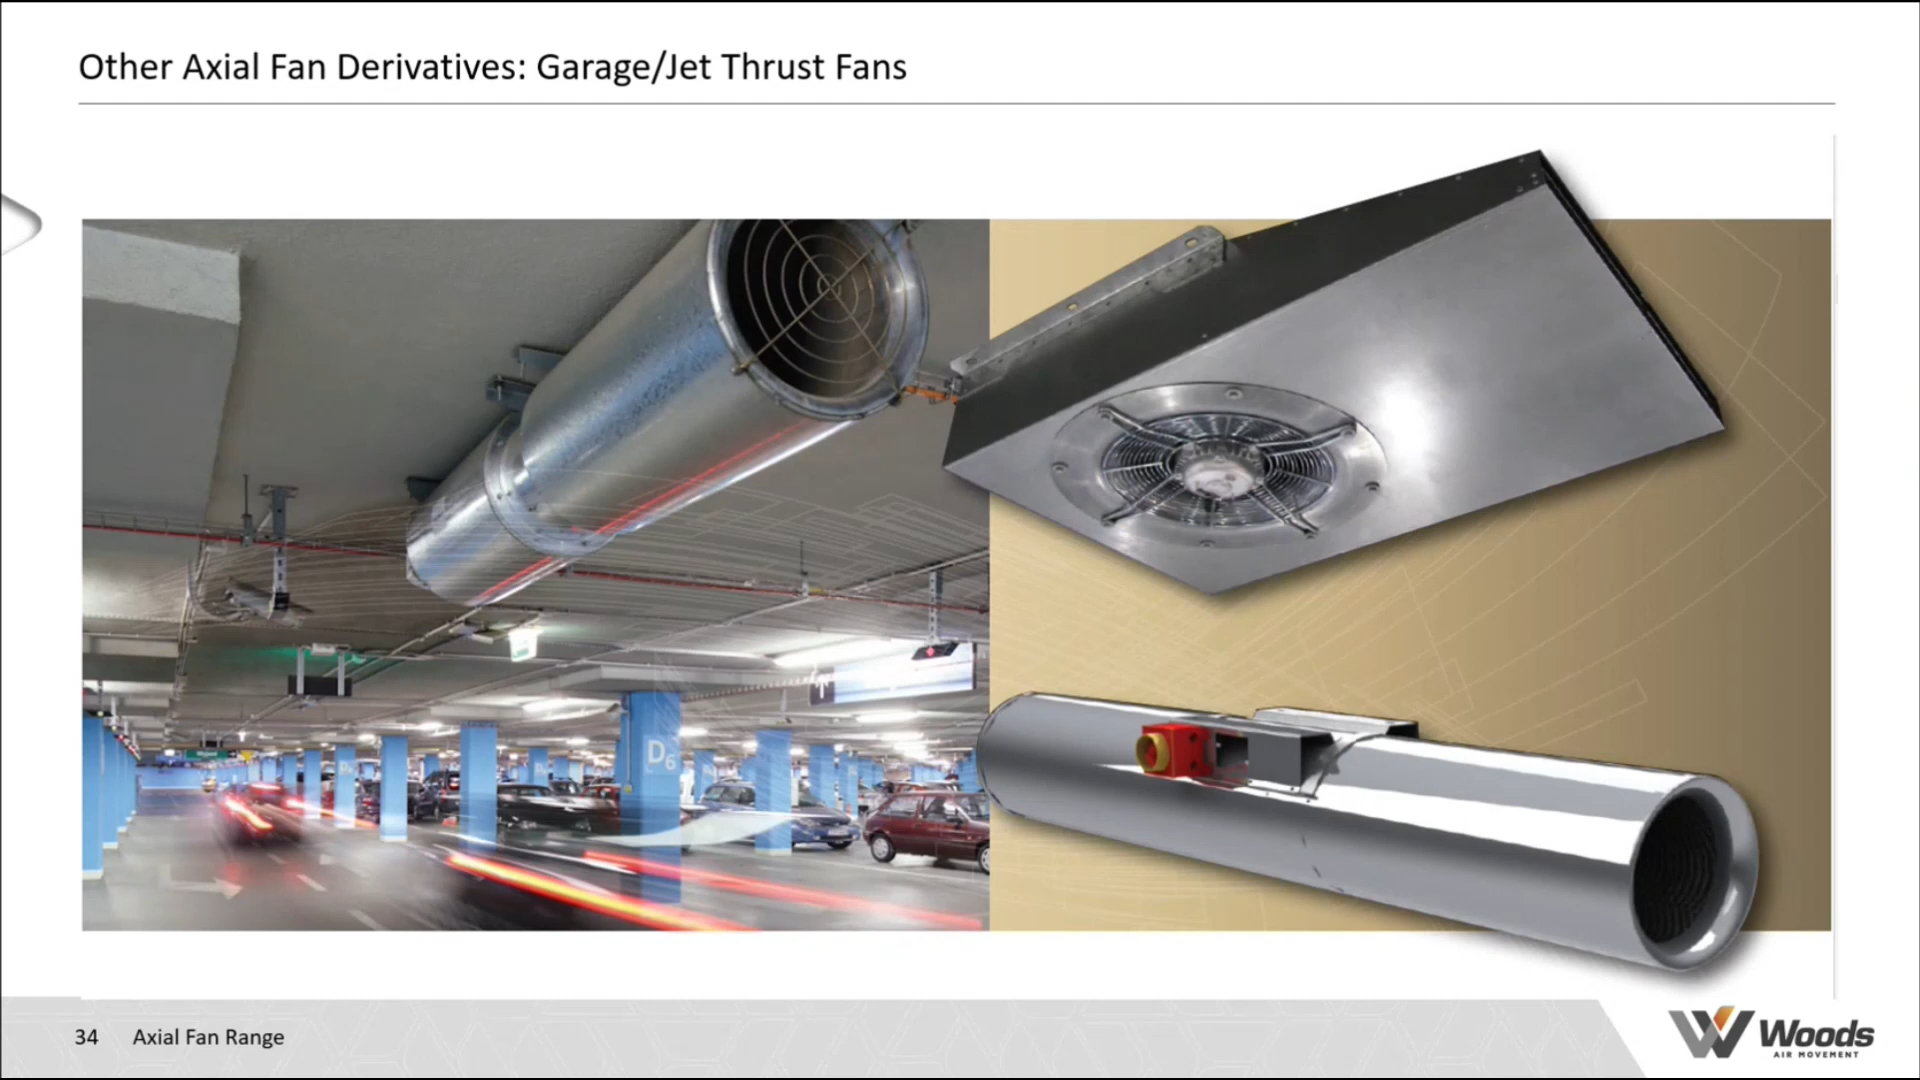 Other Axial Fan Derivatives: Garage/Jet Thrust Fans
D6
34 Axial Fan Range
Woods
AIR MOVEMENT